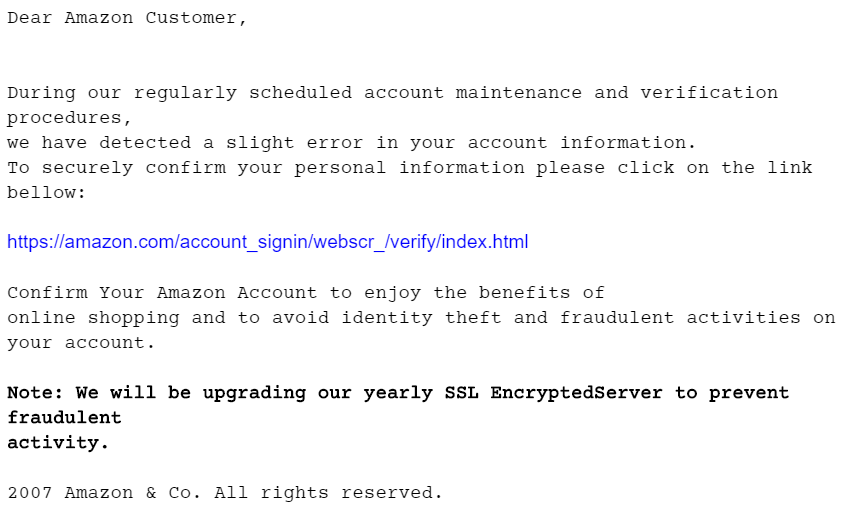 Dear Amazon Customer,
During our regularly scheduled account maintenance and verification
procedures,
we have detected a slight error in your account information.
To securely confirm your personal information please click on the link
bellow:
https://amazon.com/account_signin/webscr_/verify/index.html
Confirm Your Amazon Account to enjoy the benefits of
online shopping and to avoid identity theft and fraudulent activities on
your account.
Note: We will be upgrading our yearly SSL EncryptedServer to prevent
fraudulent
activity.
2007 Amazon & Co. All rights reserved.